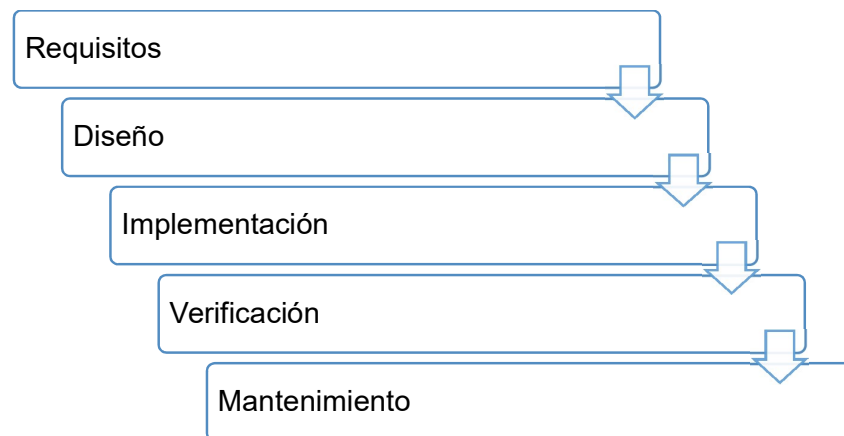 Requisitos
Diseño
Implementación
Verificación
Mantenimiento